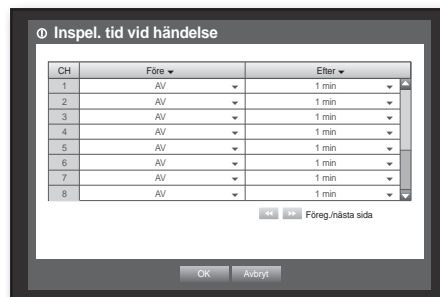 Inspel. tid vid händelse
CH Före Efter
1 AV 1 min
2 AV 1 min
3 AV 1 min
4 AV 1 min
5 AV 1 min
6 AV 1 min
7 AV 1 min
8 AV 1 min
Föreg./nästa sida
OK Avbryt